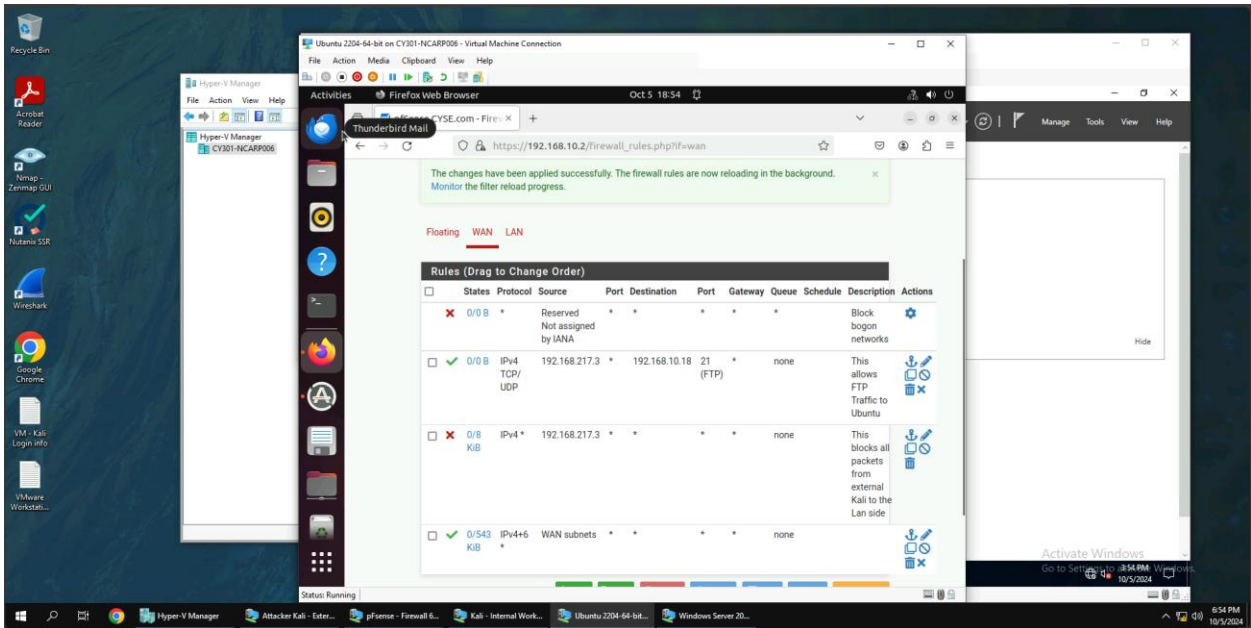 Recycle Bin
Acrobat
Reader
Nmap -
Zenmap GUI
Nutanix SSR
Wireshark
Google
Chrome
VM - Kali
Login info
VMware
Workstati...
Hyper-V Manager
File Action View Help
Hyper-V Manager
CY301-NCARP006
Ubuntu 2204-64-bit on CY301-NCARP006 - Virtual Machine Connection
File Action Media Clipboard View Help
Activities Firefox Web Browser Oct 5 18:54
CYSE.com - Fire
Thunderbird Mail
https://192.168.10.2/firewall_rules.php?if=wan
The changes have been applied successfully. The firewall rules are now reloading in the background.
Monitor the filter reload progress.
Floating WAN LAN
Rules (Drag to Change Order)
States Protocol Source Port Destination Port Gateway Queue Schedule Description Actions
0/0 B * Reserved * * * * * Block
Not assigned bogon
by IANA networks
0/0 B IPv4 192.168.217.3 * 192.168.10.18 21 * none This
TCP/ (FTP) allows
UDP FTP
Traffic to
Ubuntu
0/8 IPv4 * 192.168.217.3 * * * * none This
KiB blocks all
packets
from
external
Kali to the
Lan side
0/543 IPv4+6 WAN subnets * * * * none
KiB *
Status: Running
Manage Tools View Help
Hide
Activate Windows
Go to Settings to activate Windows.
3:54 PM
10/5/2024
Hyper-V Manager
Attacker Kali - Exter...
pfSense - Firewall 6...
Kali - Internal Work...
Ubuntu 2204-64-bit...
Windows Server 20...
6:54 PM
10/5/2024